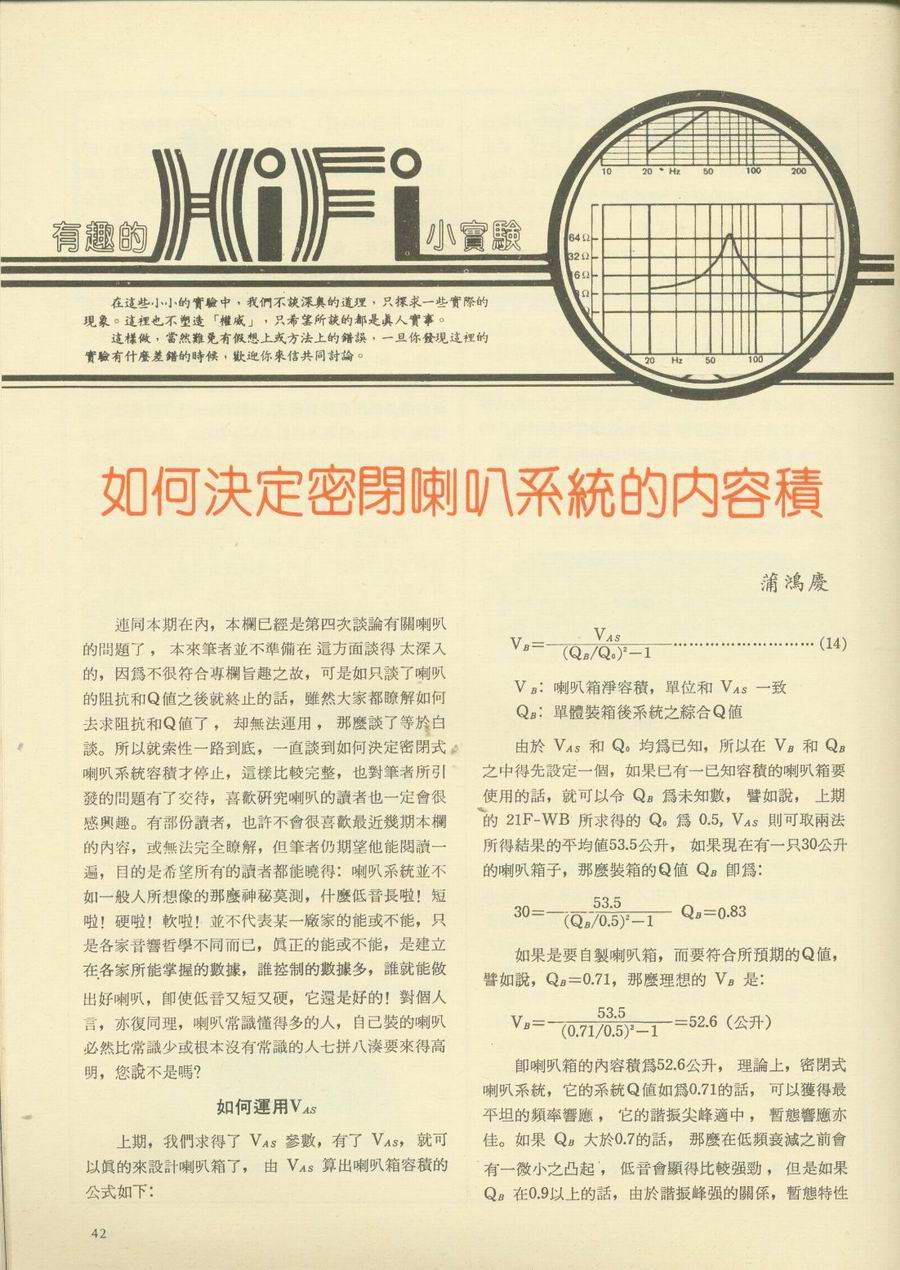 有趣的HiFi小實驗
在這些小小的實驗中，我們不談深奧的道理，只探求一些實際的
現象。這裡也不塑造「權威」，只希望所談的都是眞人實事。
這樣做，當然難免有假想上或方法上的錯誤，一旦你發現這裡的
實驗有什麼差錯的時候，歡迎你來信共同討論。
10 20 Hz 50 100 200
64Ω
32Ω
16Ω
8Ω
20 Hz 50 100
如何決定密閉喇叭系統的内容積
蒲鴻慶
連同本期在內，本欄已經是第四次談論有關喇叭
的問題了， 本來筆者並不準備在 這方面談得 太深入
的，因爲不很符合專欄旨趣之故，可是如只談了喇叭
的阻抗和Q值之後就終止的話，雖然大家都瞭解如何
去求阻抗和Q值了， 却無法運用， 那麼談了等於白
談。所以就索性一路到底，一直談到如何決定密閉式
喇叭系統容積才停止，這樣比較完整，也對筆者所引
發的問題有了交待，喜歡研究喇叭的讀者也一定會很
感興趣。有部份讀者，也許不會很喜歡最近幾期本欄
的內容，或無法完全瞭解，但筆者仍期望他能閱讀一
遍，目的是希望所有的讀者都能曉得：喇叭系統並不
如一般人所想像的那麼神秘莫測，什麼低音長啦！短
啦！硬啦！軟啦！並不代表某一廠家的能或不能，只
是各家音響哲學不同而已，眞正的能或不能，是建立
在各家所能掌握的數據，誰控制的數據多，誰就能做
出好喇叭，卽使低音又短又硬，它還是好的！對個人
言，亦復同理，喇叭常識懂得多的人，自己裝的喇叭
必然比常識少或根本沒有常識的人七拼八湊要來得高
明，您說不是嗎？
如何運用VAS
上期，我們求得了 VAS 參數，有了 VAS，就可
以眞的來設計喇叭箱了， 由 VAS 算出喇叭箱容積的
公式如下：
VB=VAS/((QB/Q0)²－1)……………………(14)
VB：喇叭箱淨容積，單位和 VAS 一致
QB：單體裝箱後系統之綜合Q值
由於 VAS 和 Q0 均爲已知，所以在 VB 和 QB
之中得先設定一個，如果已有一已知容積的喇叭箱要
使用的話，就可以令 QB 爲未知數， 譬如說， 上期
的 21F-WB 所求得的 Q0 爲 0.5, VAS 則可取兩法
所得結果的平均值53.5公升， 如果現在有一只30公升
的喇叭箱子，那麼裝箱的Q値 QB 卽爲：
30=53.5/((QB/0.5)²－1) QB=0.83
如果是要自製喇叭箱，而要符合所預期的Q值，
譬如說，QB=0.71，那麼理想的 VB 是：
VB=53.5/((0.71/0.5)²－1)=52.6（公升）
卽喇叭箱的內容積爲52.6公升， 理論上，密閉式
喇叭系統，它的系統Q值如爲0.71的話， 可以獲得最
平坦的頻率響應， 它的諧振尖峰適中， 暫態響應亦
佳。如果 QB 大於0.7的話， 那麼在低頻衰減之前會
有一微小之凸起， 低音會顯得比較强勁， 但是如果
QB 在0.9以上的話，由於諧振峰强的關係，暫態特性
42